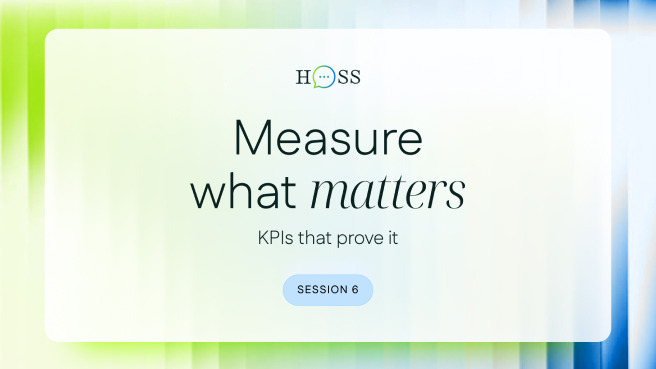 HOSS
Measure
what matters
KPIs that prove it
SESSION 6